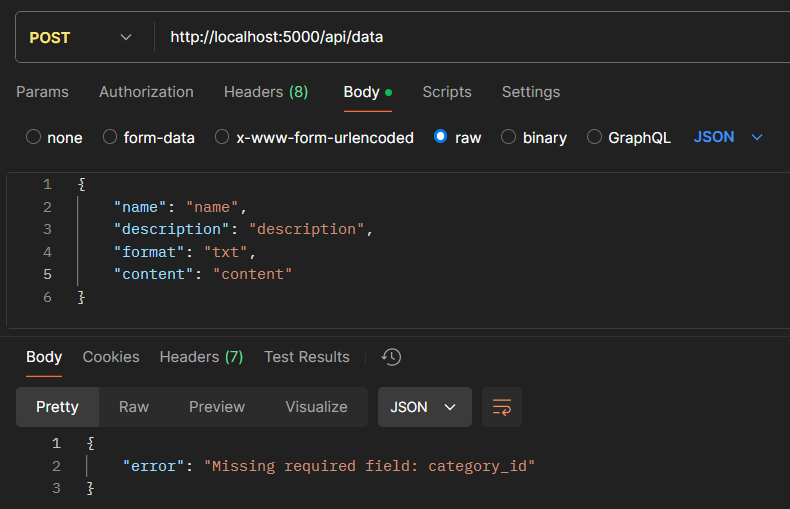 POST http://localhost:5000/api/data
Params Authorization Headers (8) Body Scripts Settings
none form-data x-www-form-urlencoded raw binary GraphQL JSON
1 {
2 "name": "name",
3 "description": "description",
4 "format": "txt",
5 "content": "content"
6 }
Body Cookies Headers (7) Test Results
Pretty Raw Preview Visualize JSON
1 {
2 "error": "Missing required field: category_id"
3 }